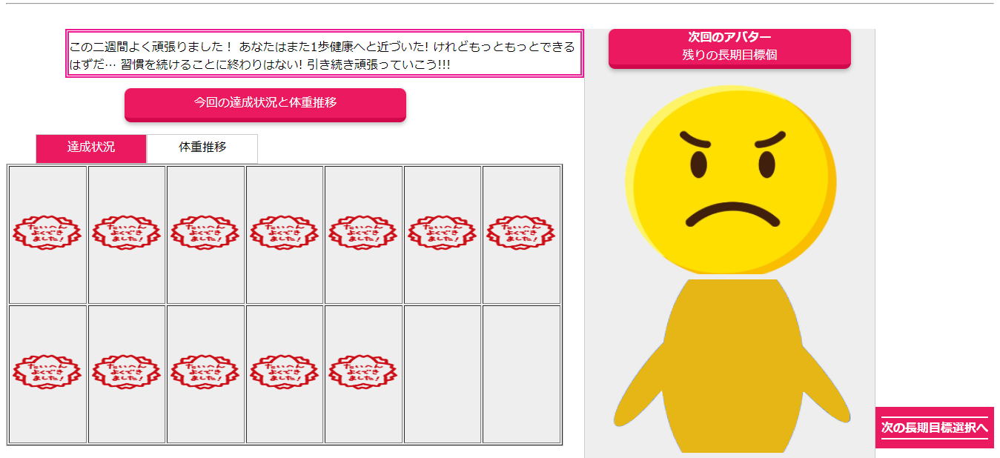 この二週間よく頑張りました！ あなたはまた1歩健康へと近づいた! けれどもっともっとできる
はずだ… 習慣を続けることに終わりはない! 引き続き頑張っていこう!!!
今回の達成状況と体重推移
達成状況
体重推移
たいへん
よくでき
ました!
たいへん
よくでき
ました!
たいへん
よくでき
ました!
たいへん
よくでき
ました!
たいへん
よくでき
ました!
たいへん
よくでき
ました!
たいへん
よくでき
ました!
たいへん
よくでき
ました!
たいへん
よくでき
ました!
たいへん
よくでき
ました!
たいへん
よくでき
ました!
たいへん
よくでき
ました!
次回のアバター
残りの長期目標個
次の長期目標選択へ